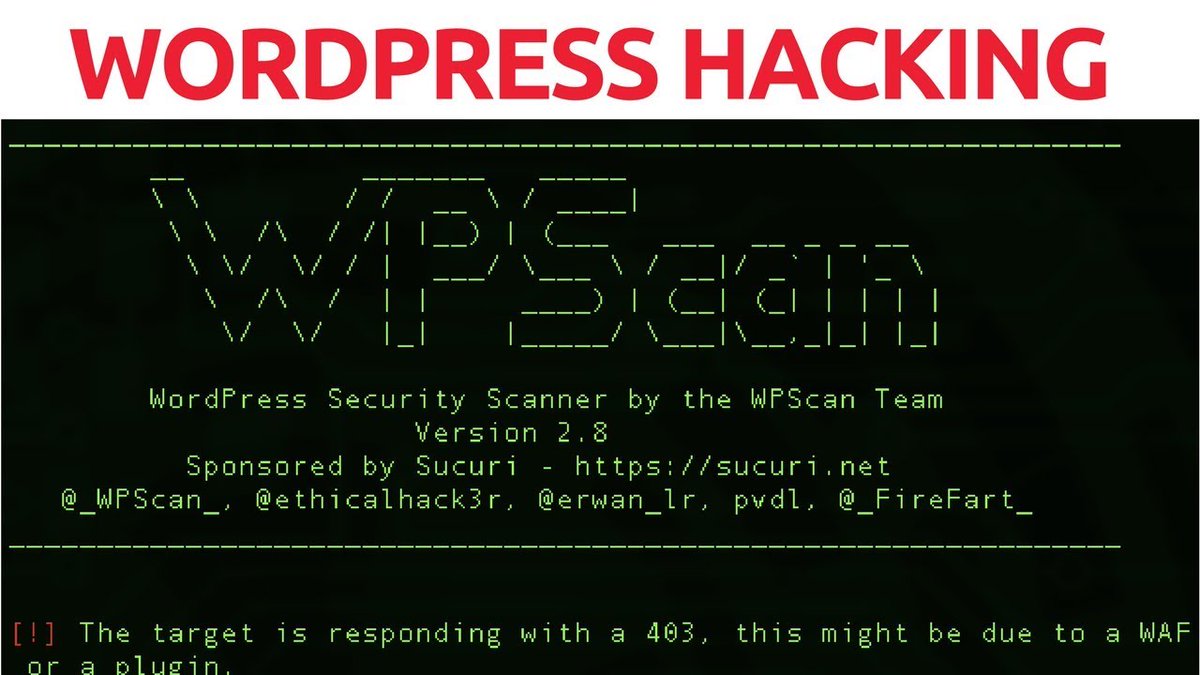 WORDPRESS HACKING
WPScan
WordPress Security Scanner by the WPScan Team
Version 2.8
Sponsored by Sucuri - https://sucuri.net
@_WPScan_, @ethicalhack3r, @erwan_lr, pvdl, @_FireFart_
[!] The target is responding with a 403, this might be due to a WAF
or a plugin.